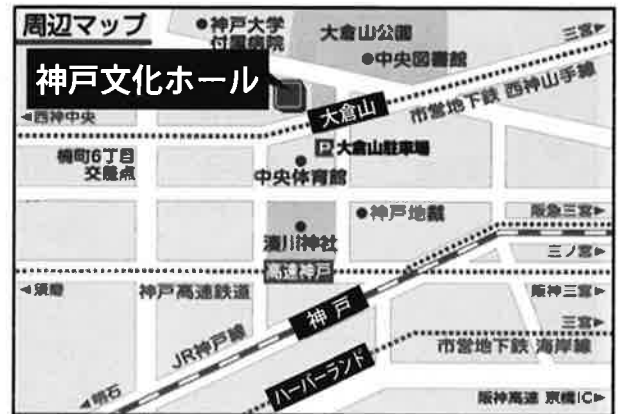 周辺マップ
●神戸大学
付属病院
大倉山公園
●中央図書館
三宮▶
神戸文化ホール
◀西神中央
大倉山
市営地下鉄 西神山手線
楠町6丁目
交差点
P 大倉山駐車場
●
中央体育館
●神戸地裁
阪急三宮▶
●
湊川神社
三ノ宮▶
高速神戸
◀須磨
神戸高速鉄道
阪神三宮▶
神戸
三宮▶
JR神戸線
市営地下鉄 海岸線
ハーバーランド
◀明石
阪神高速 京橋IC▶